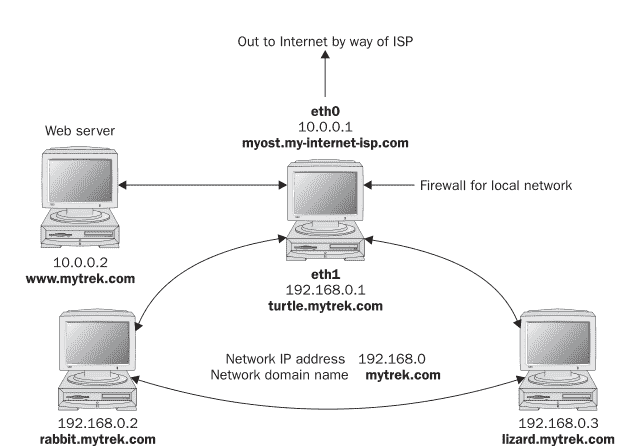 Out to Internet by way of ISP
eth0
10.0.0.1
myost.my-internet-isp.com
Web server
Firewall for local network
10.0.0.2
www.mytrek.com
eth1
192.168.0.1
turtle.mytrek.com
Network IP address 192.168.0
Network domain name mytrek.com
192.168.0.2
rabbit.mytrek.com
192.168.0.3
lizard.mytrek.com